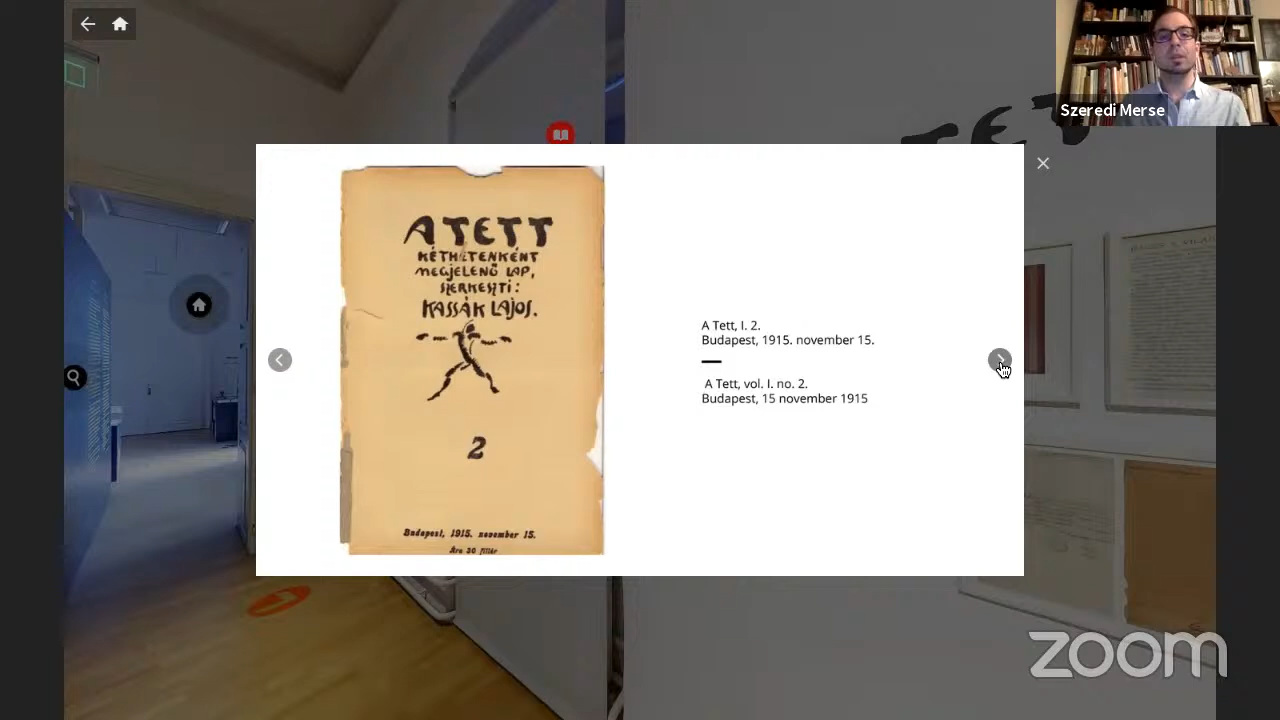 Szeredi Merse
TET
A TETT
KÉTHETENKÉNT
MEGJELENŐ LAP,
SZERKESZTI:
KASSÁK LAJOS.
2
Budapest, 1915. november 15.
Ára 30 fillér
A Tett, I. 2.
Budapest, 1915. november 15.
A Tett, vol. I. no. 2.
Budapest, 15 november 1915
zoom